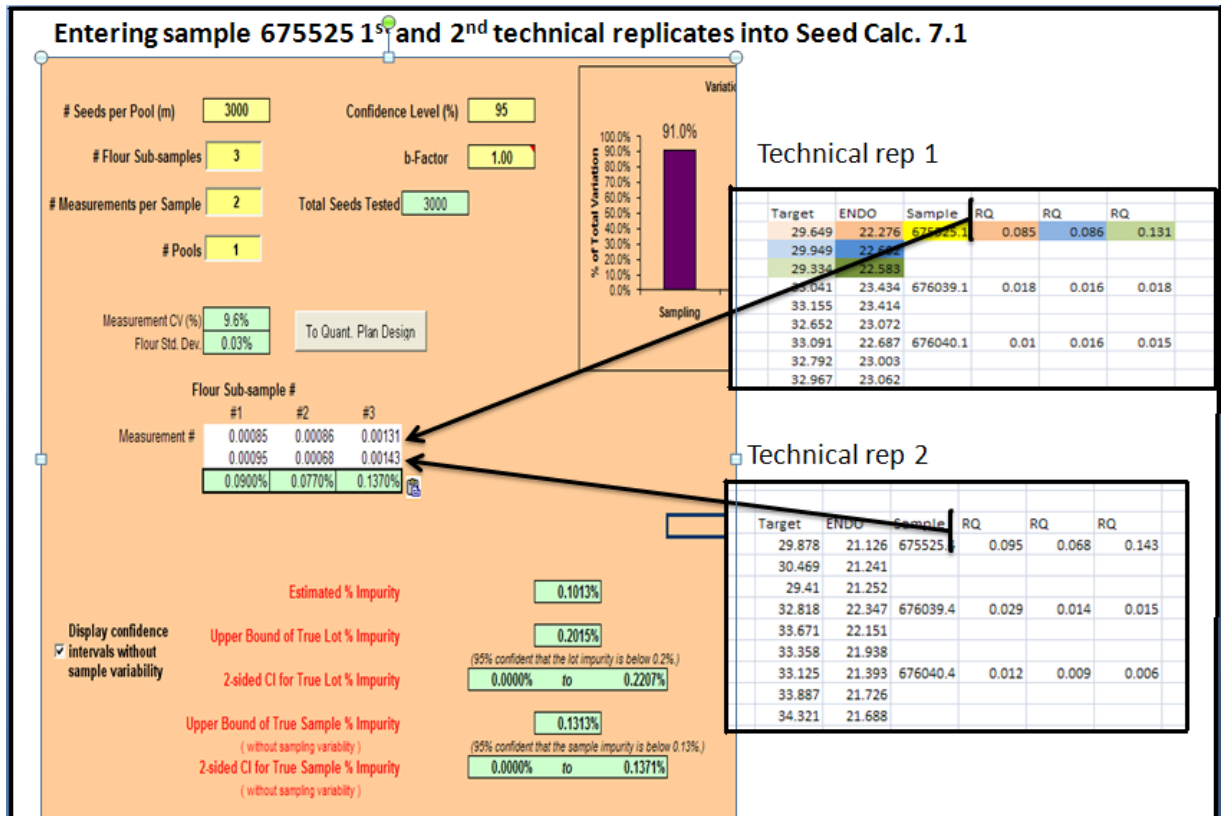 Entering sample 675525 1st and 2nd technical replicates into Seed Calc. 7.1
# Seeds per Pool (m) 3000 Confidence Level (%) 95
# Flour Sub-samples 3 b-Factor 1.00
# Measurements per Sample 2 Total Seeds Tested 3000
# Pools 1
Measurement CV (%) 9.6%
Flour Std. Dev. 0.03%
To Quant. Plan Design
Variati
% of Total Variation
100.0%
90.0%
80.0%
70.0%
60.0%
50.0%
40.0%
30.0%
20.0%
10.0%
0.0%
91.0%
Sampling
Flour Sub-sample #
#1 #2 #3
Measurement # 0.00085 0.00086 0.00131
0.00095 0.00068 0.00143
0.0900% 0.0770% 0.1370%
Estimated % Impurity 0.1013%
Display confidence
intervals without
sample variability
Upper Bound of True Lot % Impurity 0.2015%
(95% confident that the lot impurity is below 0.2%.)
2-sided CI for True Lot % Impurity 0.0000% to 0.2207%
Upper Bound of True Sample % Impurity 0.1313%
( without sampling variability )
(95% confident that the sample impurity is below 0.13%.)
2-sided CI for True Sample % Impurity 0.0000% to 0.1371%
( without sampling variability )
Technical rep 1
Target ENDO Sample RQ RQ RQ
29.649 22.276 675525.1 0.085 0.086 0.131
29.949
29.334 22.583
33.041 23.434 676039.1 0.018 0.016 0.018
33.155 23.414
32.652 23.072
33.091 22.687 676040.1 0.01 0.016 0.015
32.792 23.003
32.967 23.062
Technical rep 2
Target ENDO Sample RQ RQ RQ
29.878 21.126 0.095 0.068 0.143
30.469 21.241
29.41 21.252
32.818 22.347 676039.4 0.029 0.014 0.015
33.671 22.151
33.358 21.938
33.125 21.393 676040.4 0.012 0.009 0.006
33.887 21.726
34.321 21.688